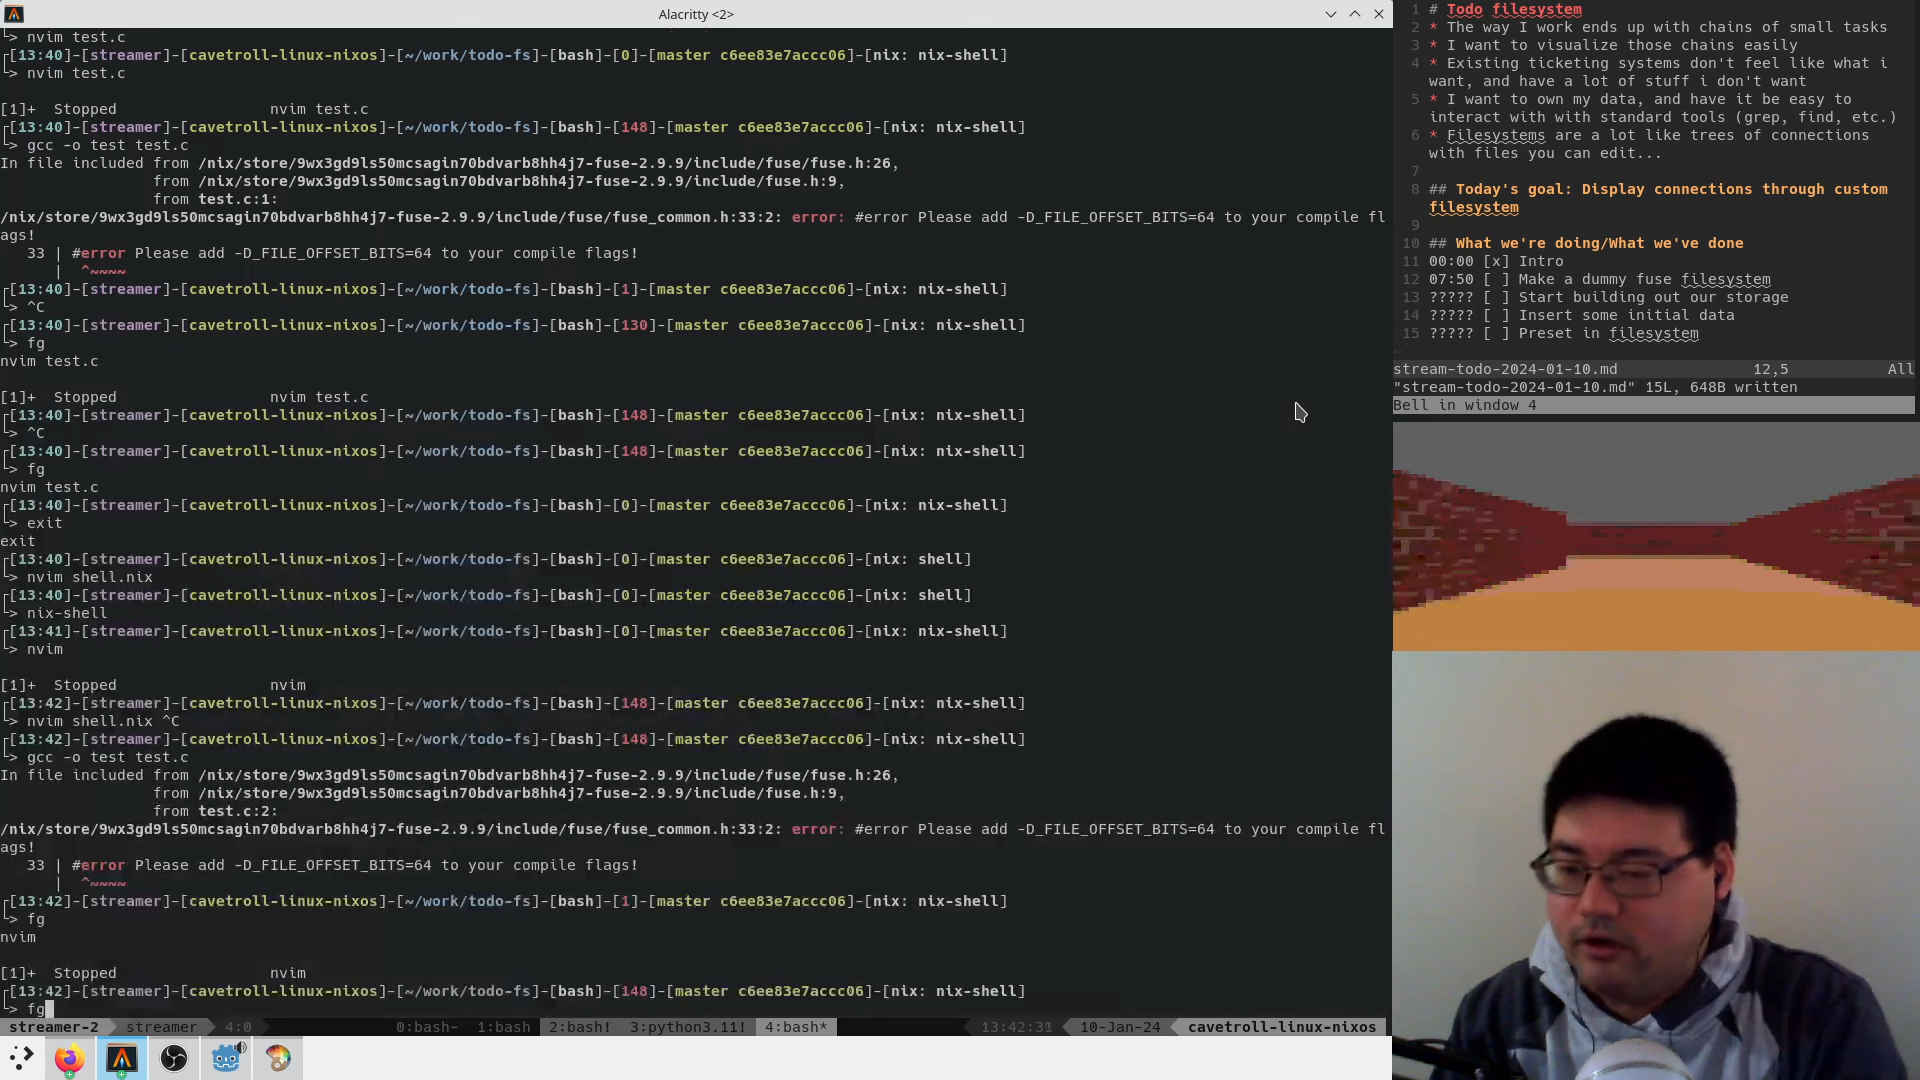 Alacritty <2>
└> nvim test.c
┌[13:40]-[streamer]-[cavetroll-linux-nixos]-[~/work/todo-fs]-[bash]-[0]-[master c6ee83e7accc06]-[nix: nix-shell]
└> nvim test.c
[1]+  Stopped                 nvim test.c
┌[13:40]-[streamer]-[cavetroll-linux-nixos]-[~/work/todo-fs]-[bash]-[148]-[master c6ee83e7accc06]-[nix: nix-shell]
└> gcc -o test test.c
In file included from /nix/store/9wx3gd9ls50mcsagin70bdvarb8hh4j7-fuse-2.9.9/include/fuse/fuse.h:26,
                 from /nix/store/9wx3gd9ls50mcsagin70bdvarb8hh4j7-fuse-2.9.9/include/fuse.h:9,
                 from test.c:1:
/nix/store/9wx3gd9ls50mcsagin70bdvarb8hh4j7-fuse-2.9.9/include/fuse/fuse_common.h:33:2: error: #error Please add -D_FILE_OFFSET_BITS=64 to your compile fl
ags!
   33 | #error Please add -D_FILE_OFFSET_BITS=64 to your compile flags!
      |  ^~~~~
┌[13:40]-[streamer]-[cavetroll-linux-nixos]-[~/work/todo-fs]-[bash]-[1]-[master c6ee83e7accc06]-[nix: nix-shell]
└> ^C
┌[13:40]-[streamer]-[cavetroll-linux-nixos]-[~/work/todo-fs]-[bash]-[130]-[master c6ee83e7accc06]-[nix: nix-shell]
└> fg
nvim test.c
[1]+  Stopped                 nvim test.c
┌[13:40]-[streamer]-[cavetroll-linux-nixos]-[~/work/todo-fs]-[bash]-[148]-[master c6ee83e7accc06]-[nix: nix-shell]
└> ^C
┌[13:40]-[streamer]-[cavetroll-linux-nixos]-[~/work/todo-fs]-[bash]-[148]-[master c6ee83e7accc06]-[nix: nix-shell]
└> fg
nvim test.c
┌[13:40]-[streamer]-[cavetroll-linux-nixos]-[~/work/todo-fs]-[bash]-[0]-[master c6ee83e7accc06]-[nix: nix-shell]
└> exit
exit
┌[13:40]-[streamer]-[cavetroll-linux-nixos]-[~/work/todo-fs]-[bash]-[0]-[master c6ee83e7accc06]-[nix: shell]
└> nvim shell.nix
┌[13:40]-[streamer]-[cavetroll-linux-nixos]-[~/work/todo-fs]-[bash]-[0]-[master c6ee83e7accc06]-[nix: shell]
└> nix-shell
┌[13:41]-[streamer]-[cavetroll-linux-nixos]-[~/work/todo-fs]-[bash]-[0]-[master c6ee83e7accc06]-[nix: nix-shell]
└> nvim
[1]+  Stopped                 nvim
┌[13:42]-[streamer]-[cavetroll-linux-nixos]-[~/work/todo-fs]-[bash]-[148]-[master c6ee83e7accc06]-[nix: nix-shell]
└> nvim shell.nix ^C
┌[13:42]-[streamer]-[cavetroll-linux-nixos]-[~/work/todo-fs]-[bash]-[148]-[master c6ee83e7accc06]-[nix: nix-shell]
└> gcc -o test test.c
In file included from /nix/store/9wx3gd9ls50mcsagin70bdvarb8hh4j7-fuse-2.9.9/include/fuse/fuse.h:26,
                 from /nix/store/9wx3gd9ls50mcsagin70bdvarb8hh4j7-fuse-2.9.9/include/fuse.h:9,
                 from test.c:2:
/nix/store/9wx3gd9ls50mcsagin70bdvarb8hh4j7-fuse-2.9.9/include/fuse/fuse_common.h:33:2: error: #error Please add -D_FILE_OFFSET_BITS=64 to your compile fl
ags!
   33 | #error Please add -D_FILE_OFFSET_BITS=64 to your compile flags!
      |  ^~~~~
┌[13:42]-[streamer]-[cavetroll-linux-nixos]-[~/work/todo-fs]-[bash]-[1]-[master c6ee83e7accc06]-[nix: nix-shell]
└> fg
nvim
[1]+  Stopped                 nvim
┌[13:42]-[streamer]-[cavetroll-linux-nixos]-[~/work/todo-fs]-[bash]-[148]-[master c6ee83e7accc06]-[nix: nix-shell]
└> fg
streamer-2 streamer 4:0 0:bash- 1:bash 2:bash! 3:python3.11! 4:bash* 13:42:31 10-Jan-24 cavetroll-linux-nixos
1 # Todo filesystem
2 * The way I work ends up with chains of small tasks
3 * I want to visualize those chains easily
4 * Existing ticketing systems don't feel like what i
want, and have a lot of stuff i don't want
5 * I want to own my data, and have it be easy to
interact with with standard tools (grep, find, etc.)
6 * Filesystems are a lot like trees of connections
with files you can edit...
7
8 ## Today's goal: Display connections through custom
filesystem
9
10 ## What we're doing/What we've done
11 00:00 [x] Intro
12 07:50 [ ] Make a dummy fuse filesystem
13 ????? [ ] Start building out our storage
14 ????? [ ] Insert some initial data
15 ????? [ ] Preset in filesystem
~
stream-todo-2024-01-10.md 12,5 All
"stream-todo-2024-01-10.md" 15L, 648B written
Bell in window 4